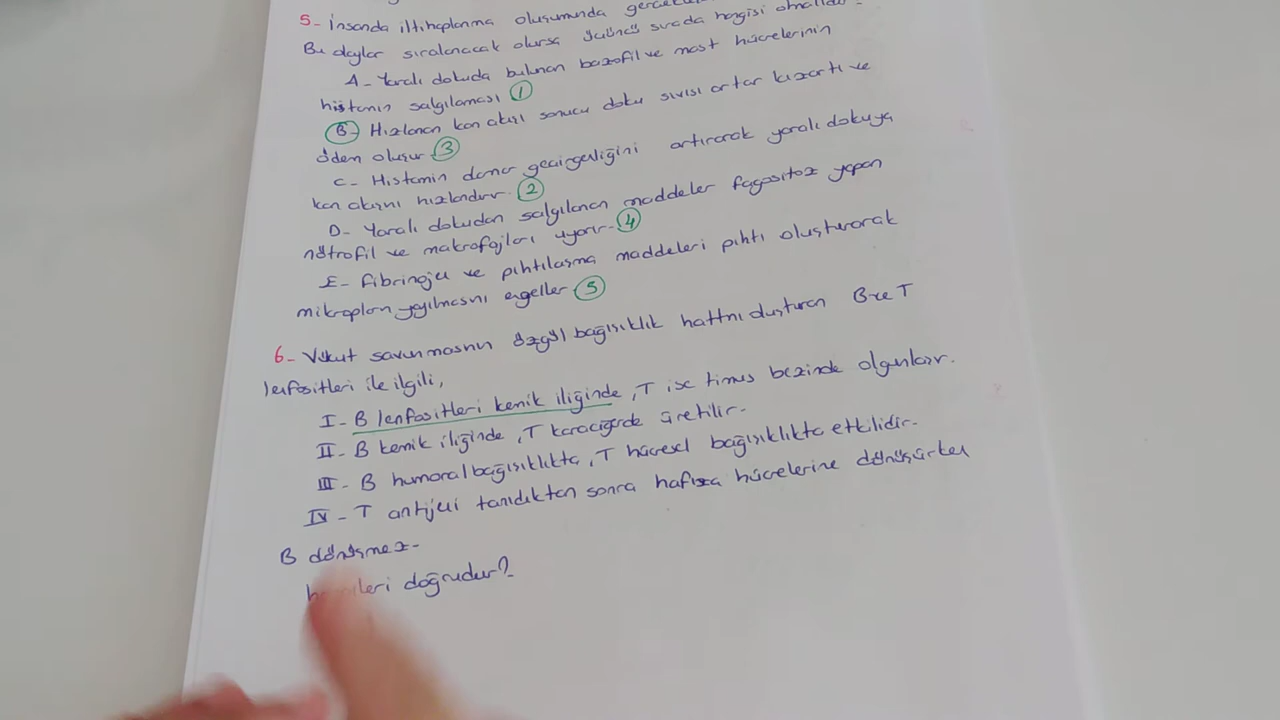 5- İnsanda iltihaplanma oluşumunda
Bu olaylar sıralanacak olursa üçüncü sırada hangisi olmalıdır-
A- Yaralı dokuda bulunan bazofil ve mast hücrelerinin
histamin salgılaması 1
B- Hızlanan kan akışı sonucu doku sıvısı artar kızartı ve
ödem oluşur 3
C- Histamin damar geçirgenliğini artırarak yaralı dokuya
kan akışını hızlandırır. 2
D- Yaralı dokudan salgılanan maddeler fagositoz yapan
nötrofil ve makrofajları uyarır. 4
E- Fibrinojen ve pıhtılaşma maddeleri pıhtı oluşturarak
mikropların yayılmasını engeller 5
6- Vücut savunmasının özgül bağışıklık hattını oluşturan B ve T
lenfositleri ile ilgili,
I- B lenfositleri kemik iliğinde, T ise timus bezinde olgunlaşır.
II- B kemik iliğinde, T karaciğerde üretilir.
III- B humoral bağışıklıkta, T hücresel bağışıklıkta etkilidir.
IV- T antijeni tanıdıktan sonra hafıza hücrelerine dönüşürken
B dönüşmez-
doğrudur?